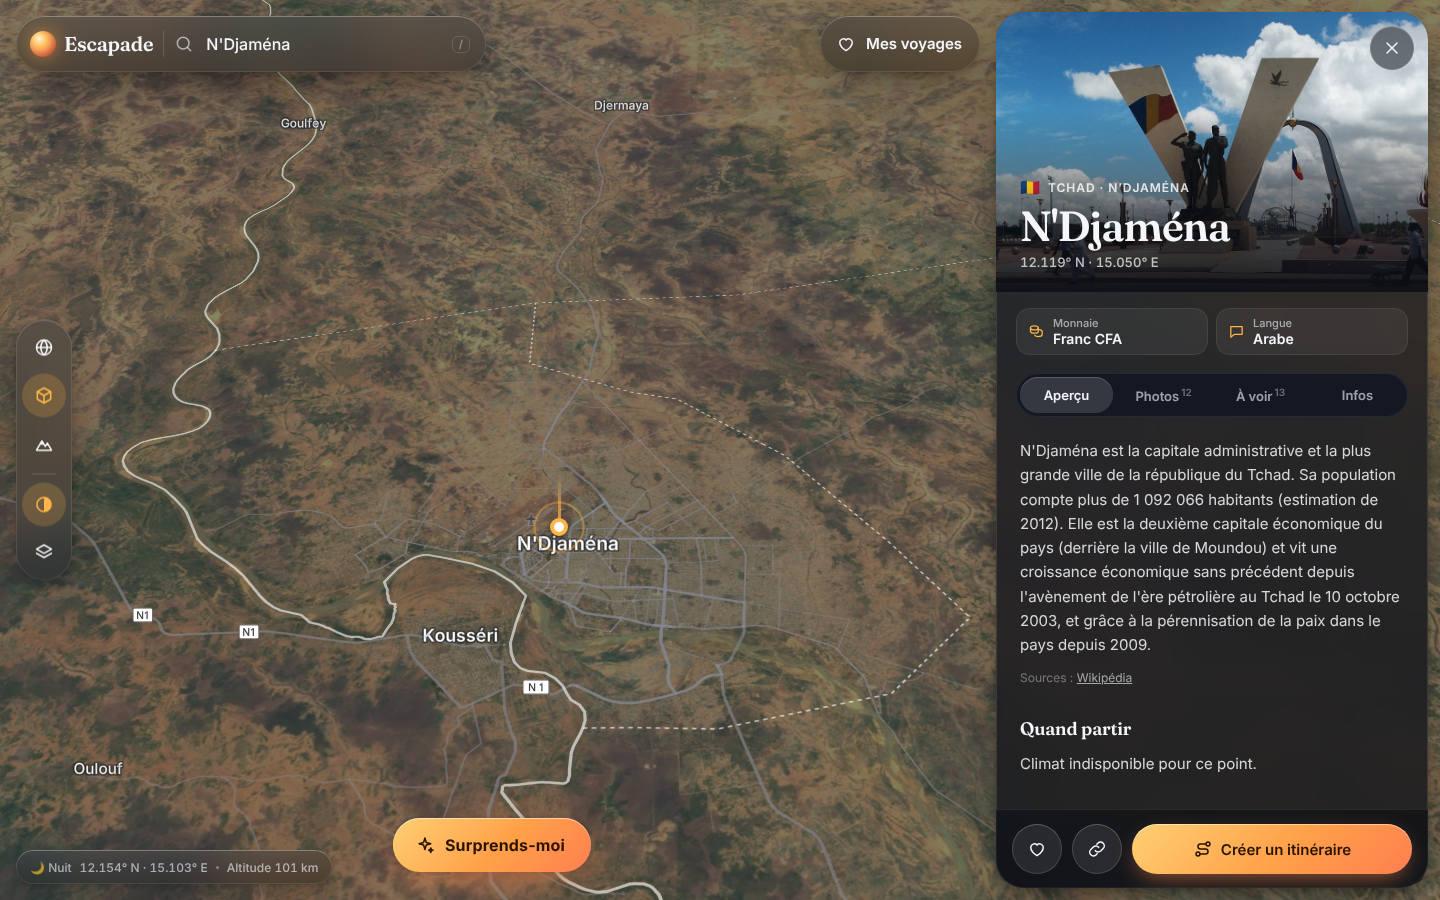 Escapade
N'Djaména
/
Mes voyages
Djermaya
Goulfey
N'Djaména
Kousséri
N1
N1
N 1
Oulouf
Surprends-moi
🌙 Nuit 12.154° N · 15.103° E • Altitude 101 km
🇹🇩 TCHAD · N'DJAMÉNA
N'Djaména
12.119° N · 15.050° E
Monnaie
Franc CFA
Langue
Arabe
Aperçu
Photos 12
À voir 13
Infos
N'Djaména est la capitale administrative et la plus
grande ville de la république du Tchad. Sa population
compte plus de 1 092 066 habitants (estimation de
2012). Elle est la deuxième capitale économique du
pays (derrière la ville de Moundou) et vit une
croissance économique sans précédent depuis
l'avènement de l'ère pétrolière au Tchad le 10 octobre
2003, et grâce à la pérennisation de la paix dans le
pays depuis 2009.
Sources : Wikipédia
Quand partir
Climat indisponible pour ce point.
Créer un itinéraire